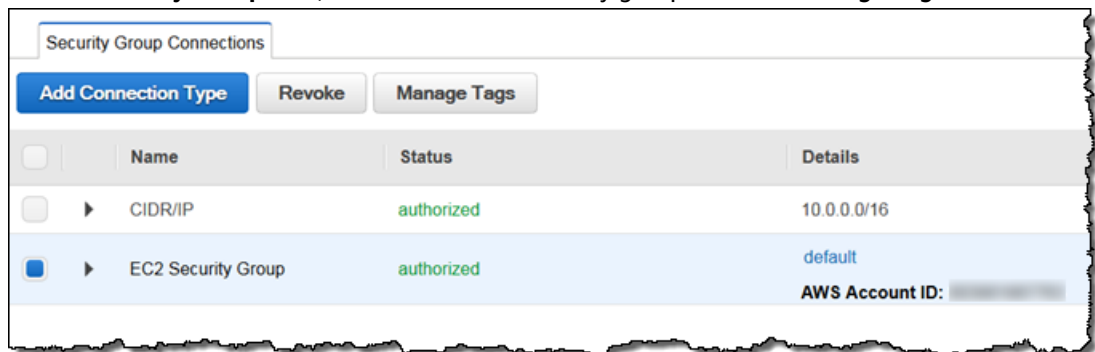 Security Group Connections
Add Connection Type Revoke Manage Tags
Name Status Details
CIDR/IP authorized 10.0.0.0/16
EC2 Security Group authorized default
AWS Account ID: